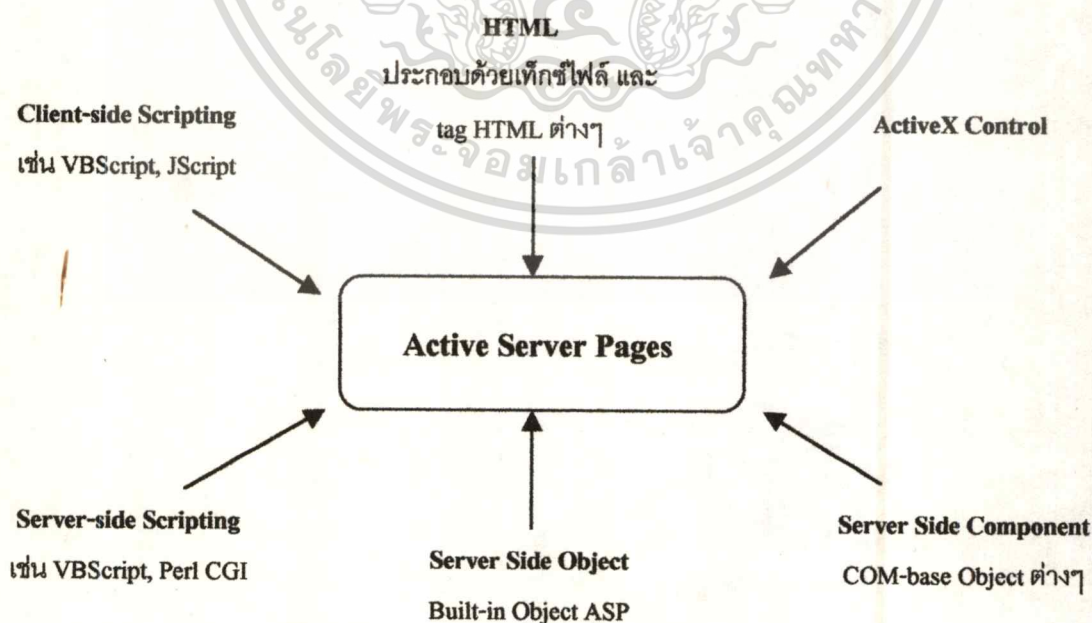 HTML
ประกอบด้วยเท็กซ์ไฟล์ และ
tag HTML ต่างๆ
Client-side Scripting
เช่น VBScript, JScript
ActiveX Control
Active Server Pages
Server-side Scripting
เช่น VBScript, Perl CGI
Server Side Object
Built-in Object ASP
Server Side Component
COM-base Object ต่างๆ